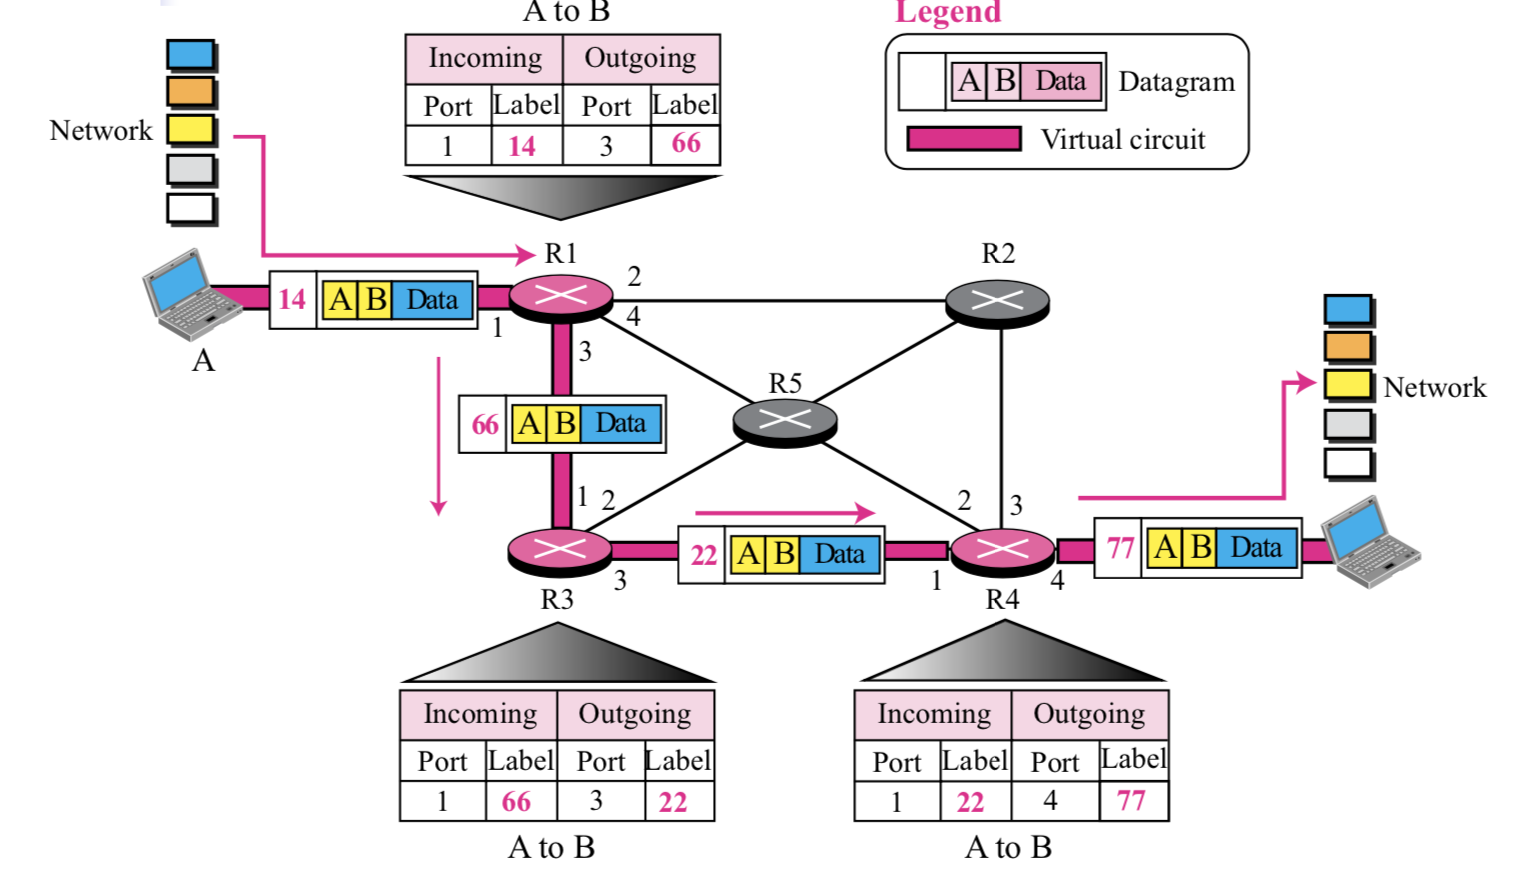 A to B
Legend
Incoming Outgoing
Port Label Port Label
1 14 3 66
A B Data Datagram
Virtual circuit
Network
R1
R2
14 A B Data
1
2
4
3
A
66 A B Data
R5
Network
1 2
2 3
22 A B Data
77 A B Data
3
1
4
R3
R4
Incoming Outgoing
Port Label Port Label
1 66 3 22
A to B
Incoming Outgoing
Port Label Port Label
1 22 4 77
A to B